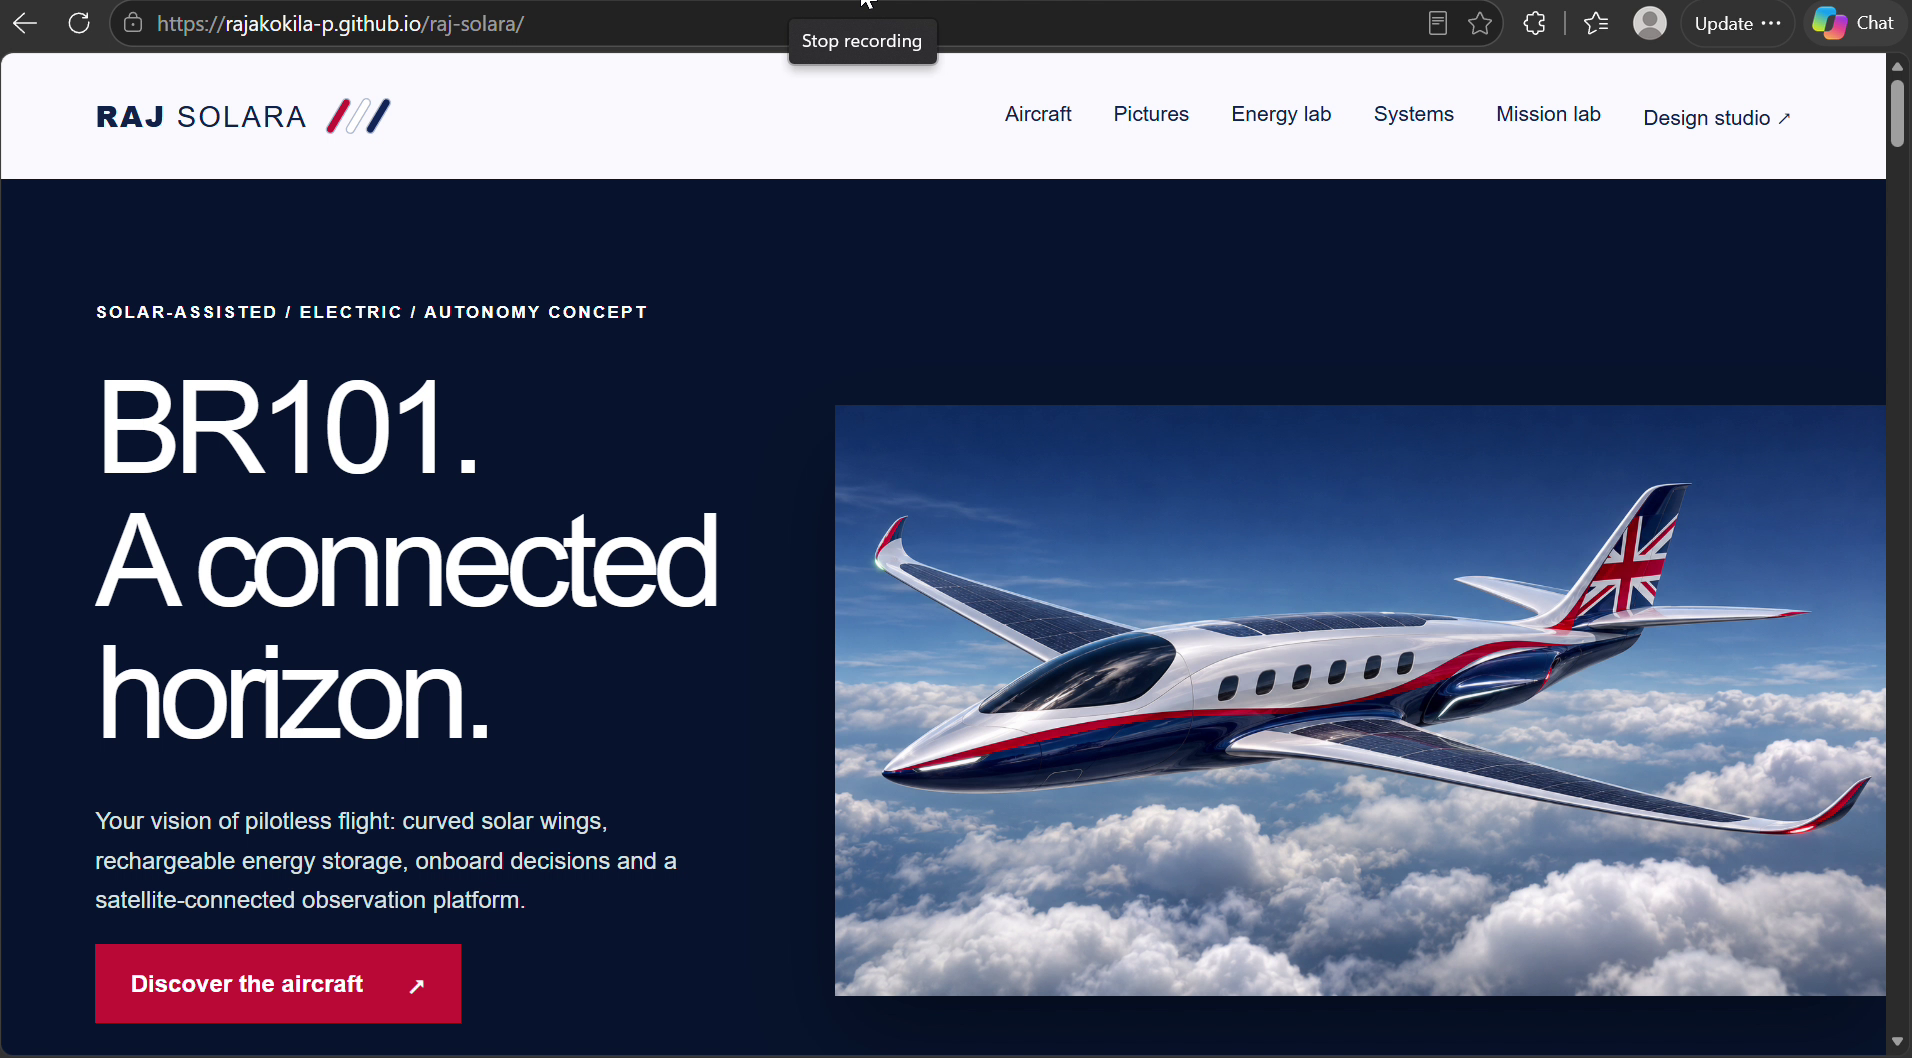 https://rajakokila-p.github.io/raj-solara/
Update
Chat
Stop recording
RAJ SOLARA
Aircraft
Pictures
Energy lab
Systems
Mission lab
Design studio ↗
SOLAR-ASSISTED / ELECTRIC / AUTONOMY CONCEPT
BR101.
A connected
horizon.
Your vision of pilotless flight: curved solar wings,
rechargeable energy storage, onboard decisions and a
satellite-connected observation platform.
Discover the aircraft ↗